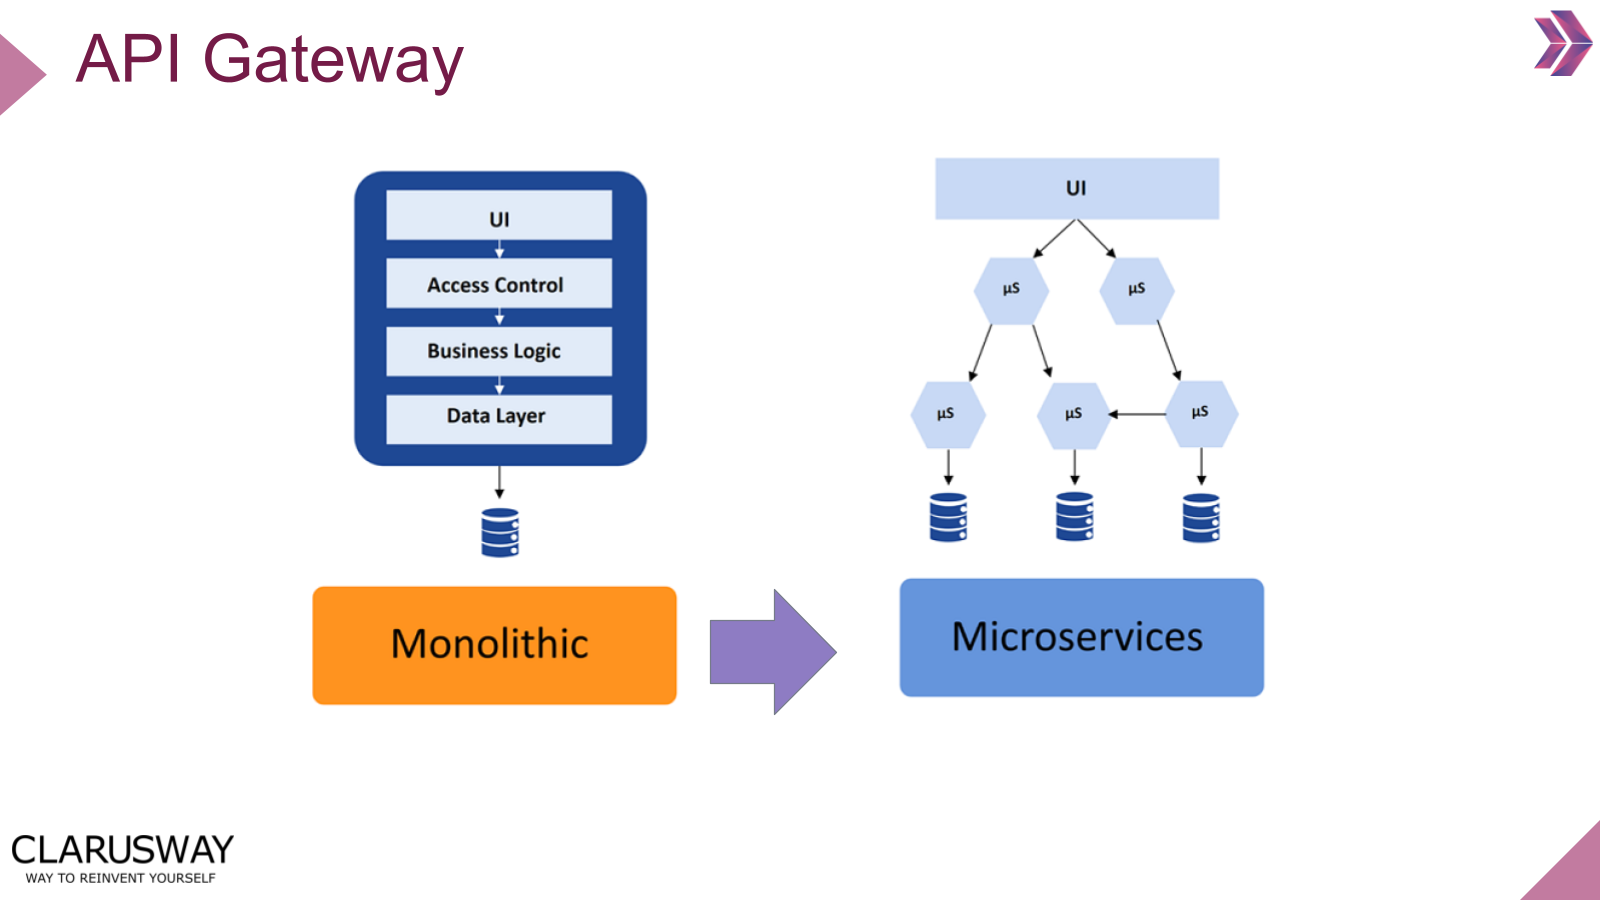 API Gateway
UI
Access Control
Business Logic
Data Layer
Monolithic
UI
µS
µS
µS
µS
µS
Microservices
CLARUSWAY
WAY TO REINVENT YOURSELF